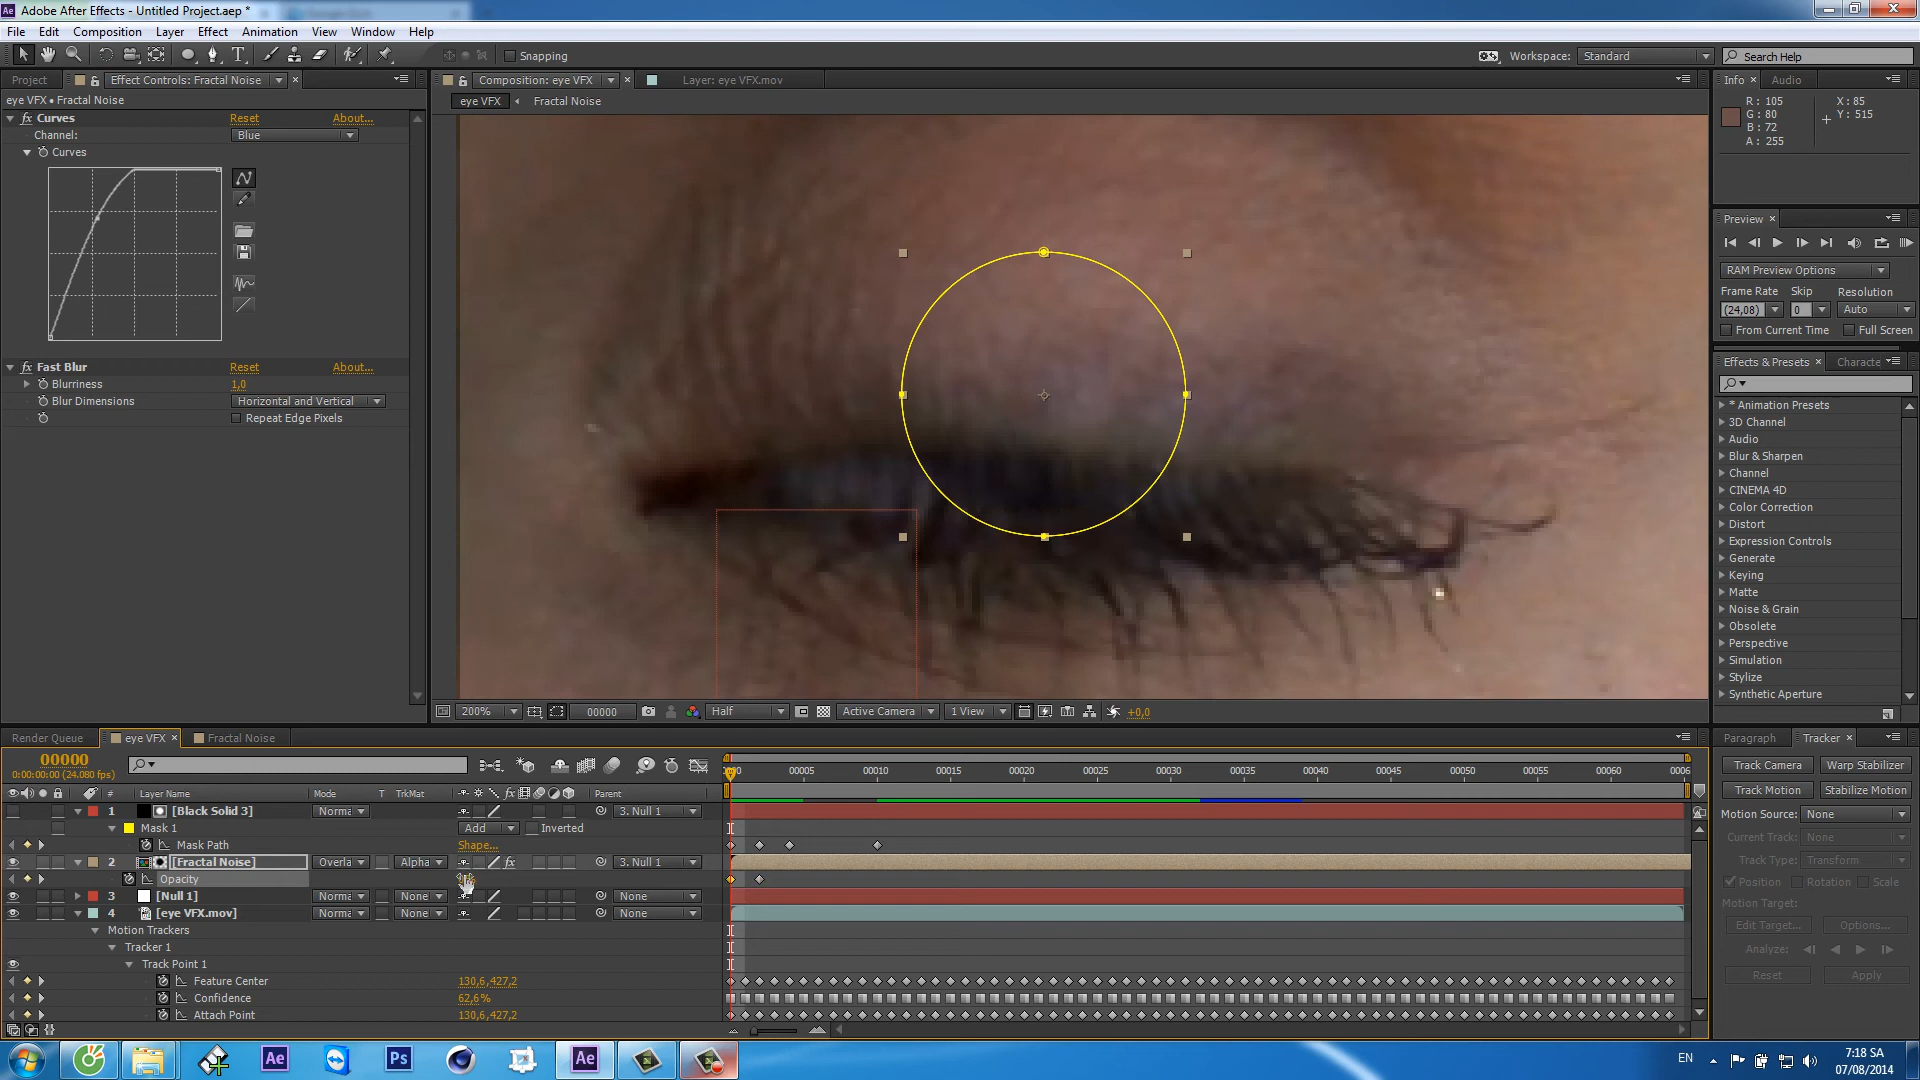 Adobe After Effects - Untitled Project.aep *
File Edit Composition Layer Effect Animation View Window Help
Snapping
Workspace: Standard
Search Help
Project Effect Controls: Fractal Noise
eye VFX • Fractal Noise
Curves Reset About...
Channel: Blue
Curves
Fast Blur Reset About...
Blurriness 1,0
Blur Dimensions Horizontal and Vertical
Repeat Edge Pixels
Composition: eye VFX Layer: eye VFX.mov
eye VFX Fractal Noise
200% 00000 Half Active Camera 1 View +0,0
Info Audio
R: 105 X: 85
G: 80 Y: 515
B: 72
A: 255
Preview
RAM Preview Options
Frame Rate Skip Resolution
(24,08) 0 Auto
From Current Time Full Screen
Effects & Presets Characte
* Animation Presets
3D Channel
Audio
Blur & Sharpen
Channel
CINEMA 4D
Color Correction
Distort
Expression Controls
Generate
Keying
Matte
Noise & Grain
Obsolete
Perspective
Simulation
Stylize
Synthetic Aperture
Render Queue eye VFX Fractal Noise
00000
0:00:00:00 (24.080 fps)
00005 00010 00015 00020 00025 00030 00035 00040 00045 00050 00055 00060 0006
# Layer Name Mode T TrkMat Parent
1 [Black Solid 3] Norma 3. Null 1
Mask 1 Add Inverted
Mask Path Shape...
2 [Fractal Noise] Overla Alpha 3. Null 1
Opacity
3 [Null 1] Norma None None
4 [eye VFX.mov] Norma None None
Motion Trackers
Tracker 1
Track Point 1
Feature Center 130,6,427,2
Confidence 62,6%
Attach Point 130,6,427,2
Paragraph Tracker
Track Camera Warp Stabilizer
Track Motion Stabilize Motion
Motion Source: None
Current Track: None
Track Type: Transform
Position Rotation Scale
Motion Target:
Edit Target... Options...
Analyze:
Reset Apply
Ae Ps Ae
EN
7:18 SA
07/08/2014